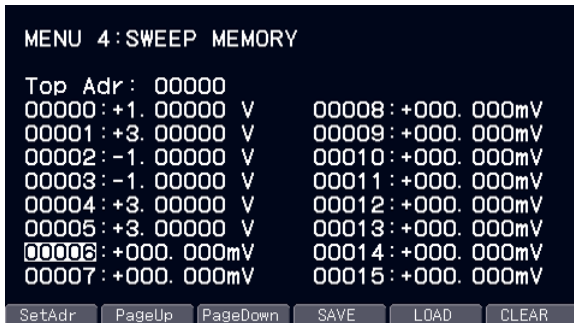 MENU 4:SWEEP MEMORY
Top Adr: 00000
00000:+1. 00000 V
00001:+3. 00000 V
00002:-1. 00000 V
00003:-1. 00000 V
00004:+3. 00000 V
00005:+3. 00000 V
00006:+000. 000mV
00007:+000. 000mV
00008:+000. 000mV
00009:+000. 000mV
00010:+000. 000mV
00011:+000. 000mV
00012:+000. 000mV
00013:+000. 000mV
00014:+000. 000mV
00015:+000. 000mV
SetAdr PageUp PageDown SAVE LOAD CLEAR